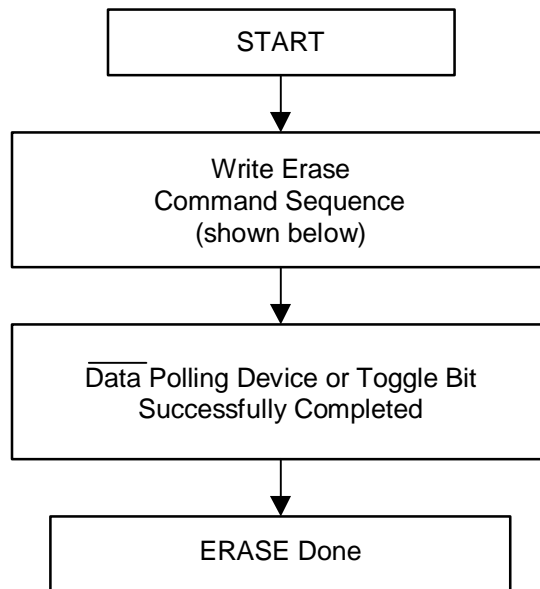 START
Write Erase
Command Sequence
(shown below)
Data Polling Device or Toggle Bit
Successfully Completed
ERASE Done